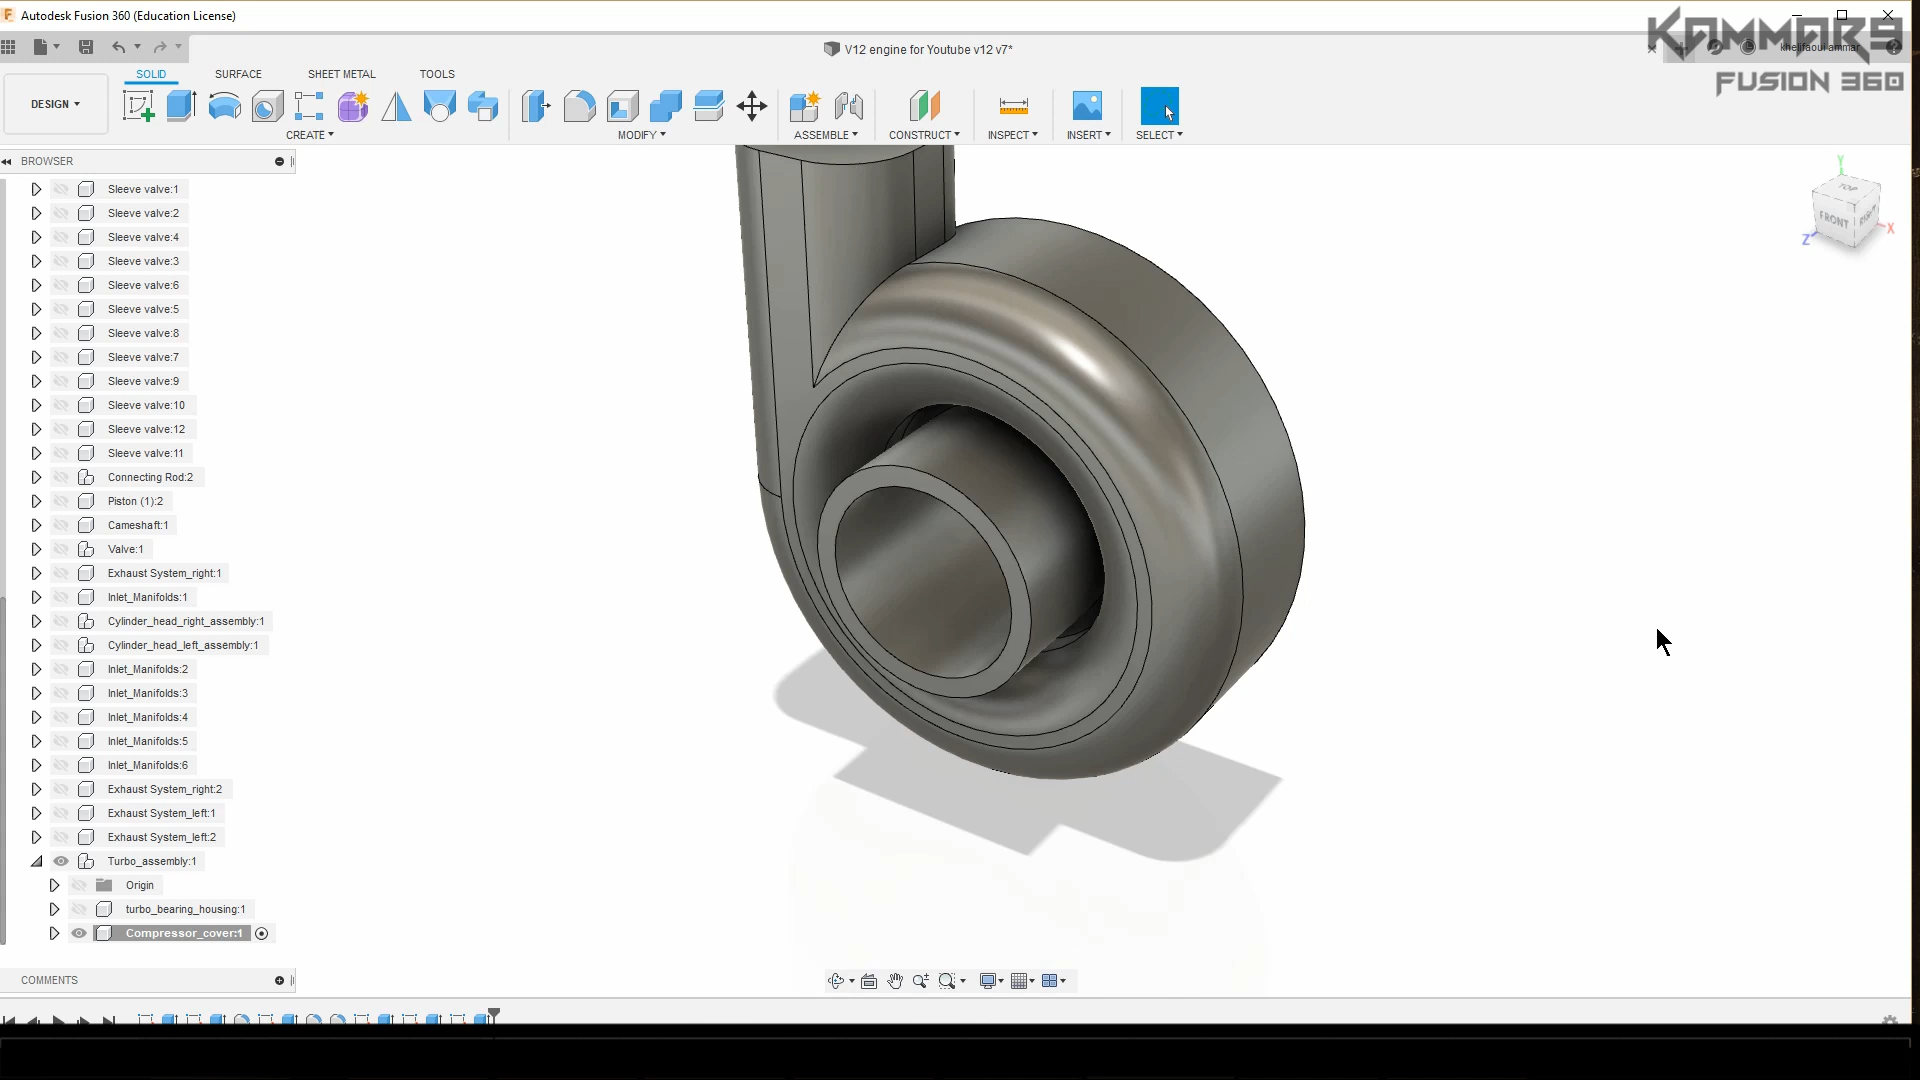 Autodesk Fusion 360 (Education License)
V12 engine for Youtube v12 v7*
khelifaoui ammar
KAMMAR9
FUSION 360
DESIGN
SOLID
SURFACE
SHEET METAL
TOOLS
CREATE
MODIFY
ASSEMBLE
CONSTRUCT
INSPECT
INSERT
SELECT
BROWSER
Sleeve valve:1
Sleeve valve:2
Sleeve valve:4
Sleeve valve:3
Sleeve valve:6
Sleeve valve:5
Sleeve valve:8
Sleeve valve:7
Sleeve valve:9
Sleeve valve:10
Sleeve valve:12
Sleeve valve:11
Connecting Rod:2
Piston (1):2
Cameshaft:1
Valve:1
Exhaust System_right:1
Inlet_Manifolds:1
Cylinder_head_right_assembly:1
Cylinder_head_left_assembly:1
Inlet_Manifolds:2
Inlet_Manifolds:3
Inlet_Manifolds:4
Inlet_Manifolds:5
Inlet_Manifolds:6
Exhaust System_right:2
Exhaust System_left:1
Exhaust System_left:2
Turbo_assembly:1
Origin
turbo_bearing_housing:1
Compressor_cover:1
Y
TOP
FRONT
RIGHT
X
Z
COMMENTS